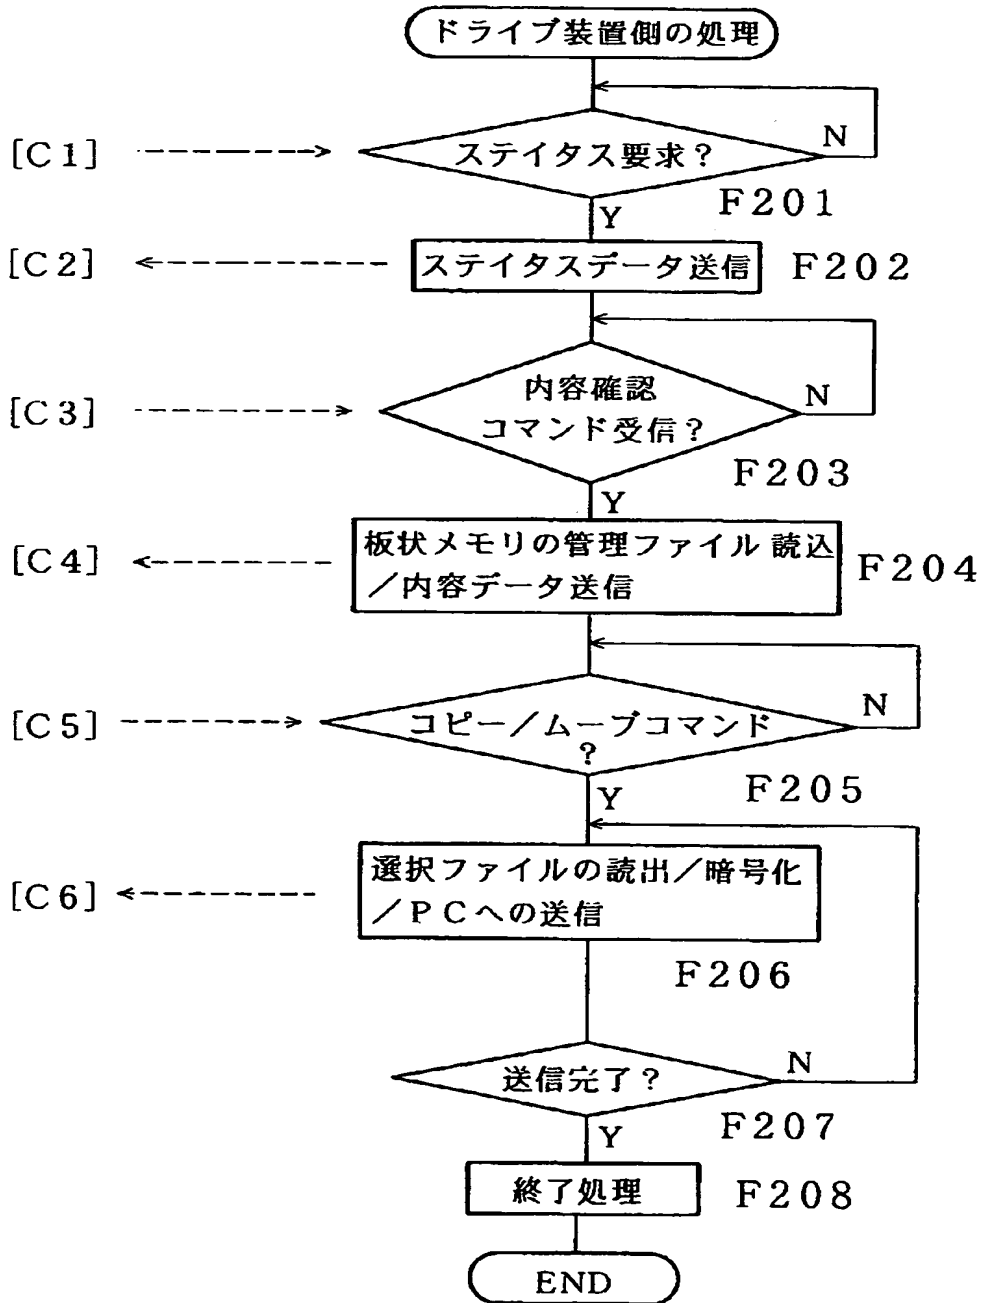 ドライブ装置側の処理
N
[C1]
ステイタス要求?
F201
Y
[C2]
ステイタスデータ送信
F202
[C3]
内容確認
コマンド受信?
N
F203
Y
[C4]
板状メモリの管理ファイル読込
/内容データ送信
F204
[C5]
コピー/ムーブコマンド
?
N
F205
Y
[C6]
選択ファイルの読出/暗号化
/PCへの送信
F206
送信完了?
N
F207
Y
終了処理
F208
END